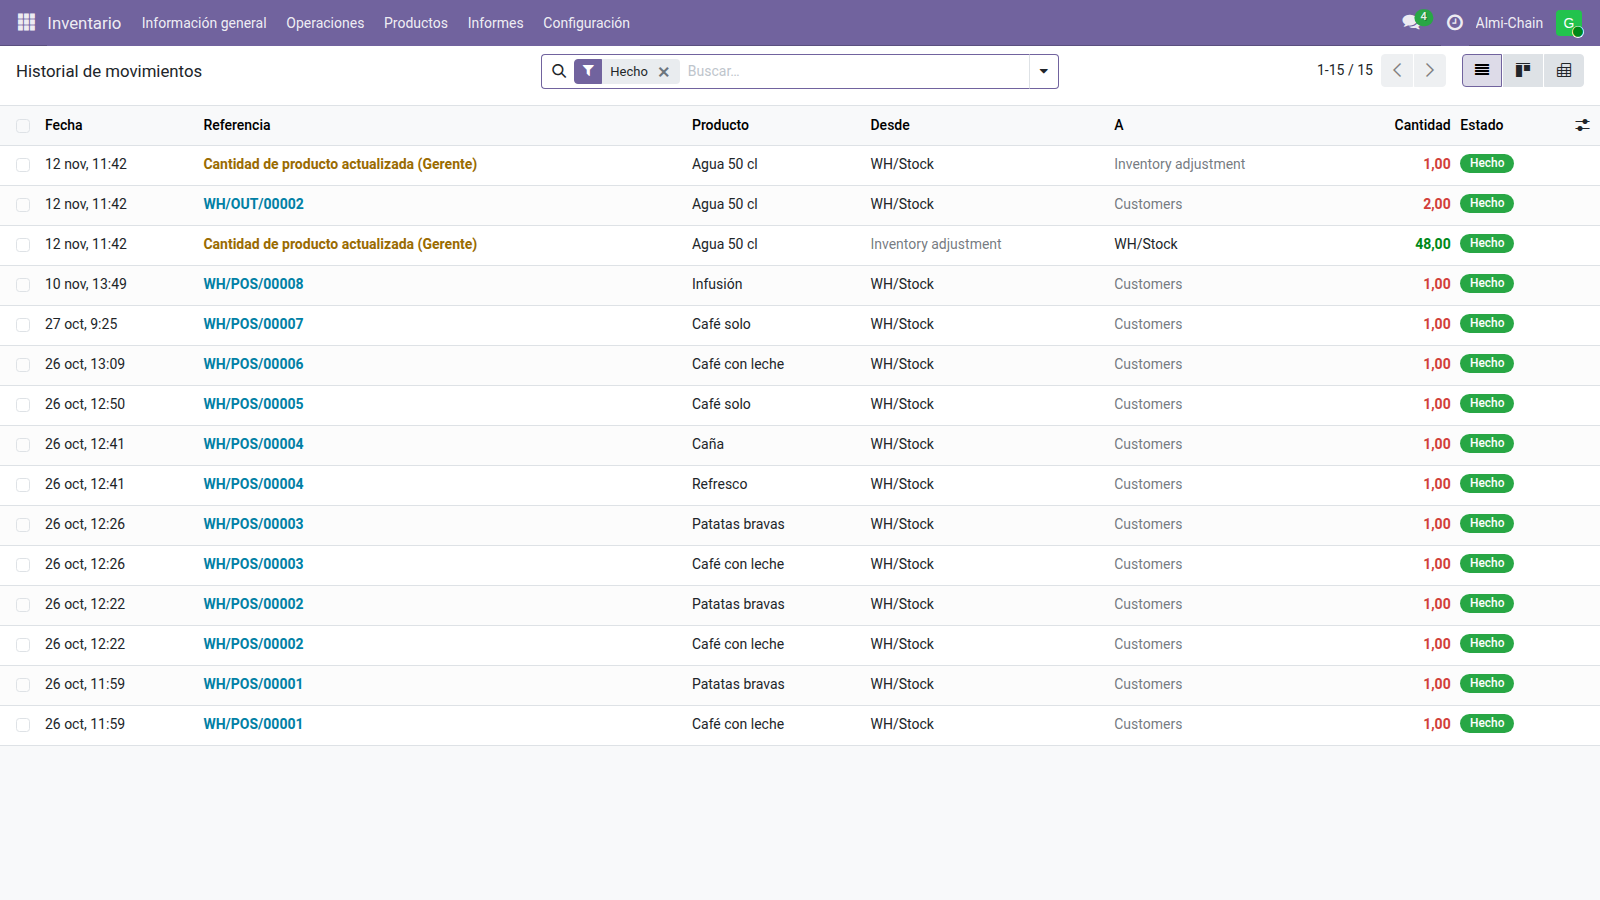 Inventario Información general Operaciones Productos Informes Configuración 4 Almi-Chain G
Historial de movimientos Hecho Buscar... 1-15 / 15
Fecha Referencia Producto Desde A Cantidad Estado
12 nov, 11:42 Cantidad de producto actualizada (Gerente) Agua 50 cl WH/Stock Inventory adjustment 1,00 Hecho
12 nov, 11:42 WH/OUT/00002 Agua 50 cl WH/Stock Customers 2,00 Hecho
12 nov, 11:42 Cantidad de producto actualizada (Gerente) Agua 50 cl Inventory adjustment WH/Stock 48,00 Hecho
10 nov, 13:49 WH/POS/00008 Infusión WH/Stock Customers 1,00 Hecho
27 oct, 9:25 WH/POS/00007 Café solo WH/Stock Customers 1,00 Hecho
26 oct, 13:09 WH/POS/00006 Café con leche WH/Stock Customers 1,00 Hecho
26 oct, 12:50 WH/POS/00005 Café solo WH/Stock Customers 1,00 Hecho
26 oct, 12:41 WH/POS/00004 Caña WH/Stock Customers 1,00 Hecho
26 oct, 12:41 WH/POS/00004 Refresco WH/Stock Customers 1,00 Hecho
26 oct, 12:26 WH/POS/00003 Patatas bravas WH/Stock Customers 1,00 Hecho
26 oct, 12:26 WH/POS/00003 Café con leche WH/Stock Customers 1,00 Hecho
26 oct, 12:22 WH/POS/00002 Patatas bravas WH/Stock Customers 1,00 Hecho
26 oct, 12:22 WH/POS/00002 Café con leche WH/Stock Customers 1,00 Hecho
26 oct, 11:59 WH/POS/00001 Patatas bravas WH/Stock Customers 1,00 Hecho
26 oct, 11:59 WH/POS/00001 Café con leche WH/Stock Customers 1,00 Hecho